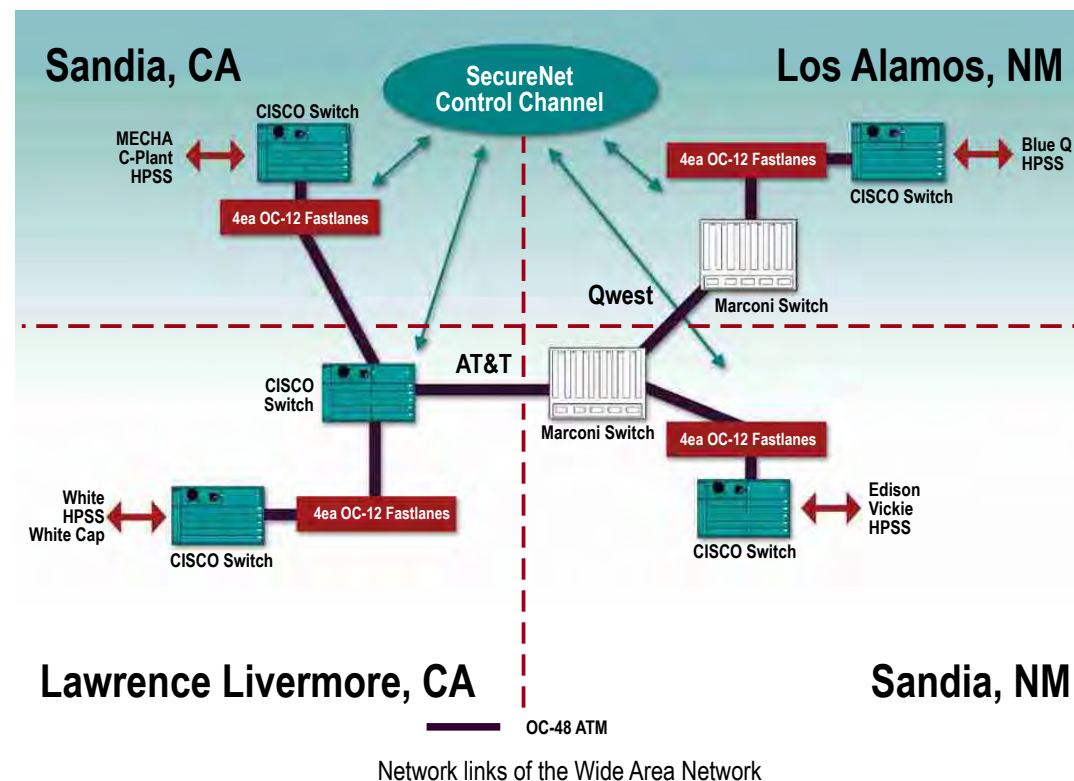 Sandia, CA
SecureNet
Control Channel
Los Alamos, NM
CISCO Switch
MECHA
C-Plant
HPSS
4ea OC-12 Fastlanes
4ea OC-12 Fastlanes
Blue Q
HPSS
CISCO Switch
Marconi Switch
Qwest
AT&T
CISCO
Switch
Marconi Switch
4ea OC-12 Fastlanes
White
HPSS
White Cap
CISCO Switch
4ea OC-12 Fastlanes
Edison
Vickie
HPSS
CISCO Switch
Lawrence Livermore, CA
Sandia, NM
OC-48 ATM
Network links of the Wide Area Network